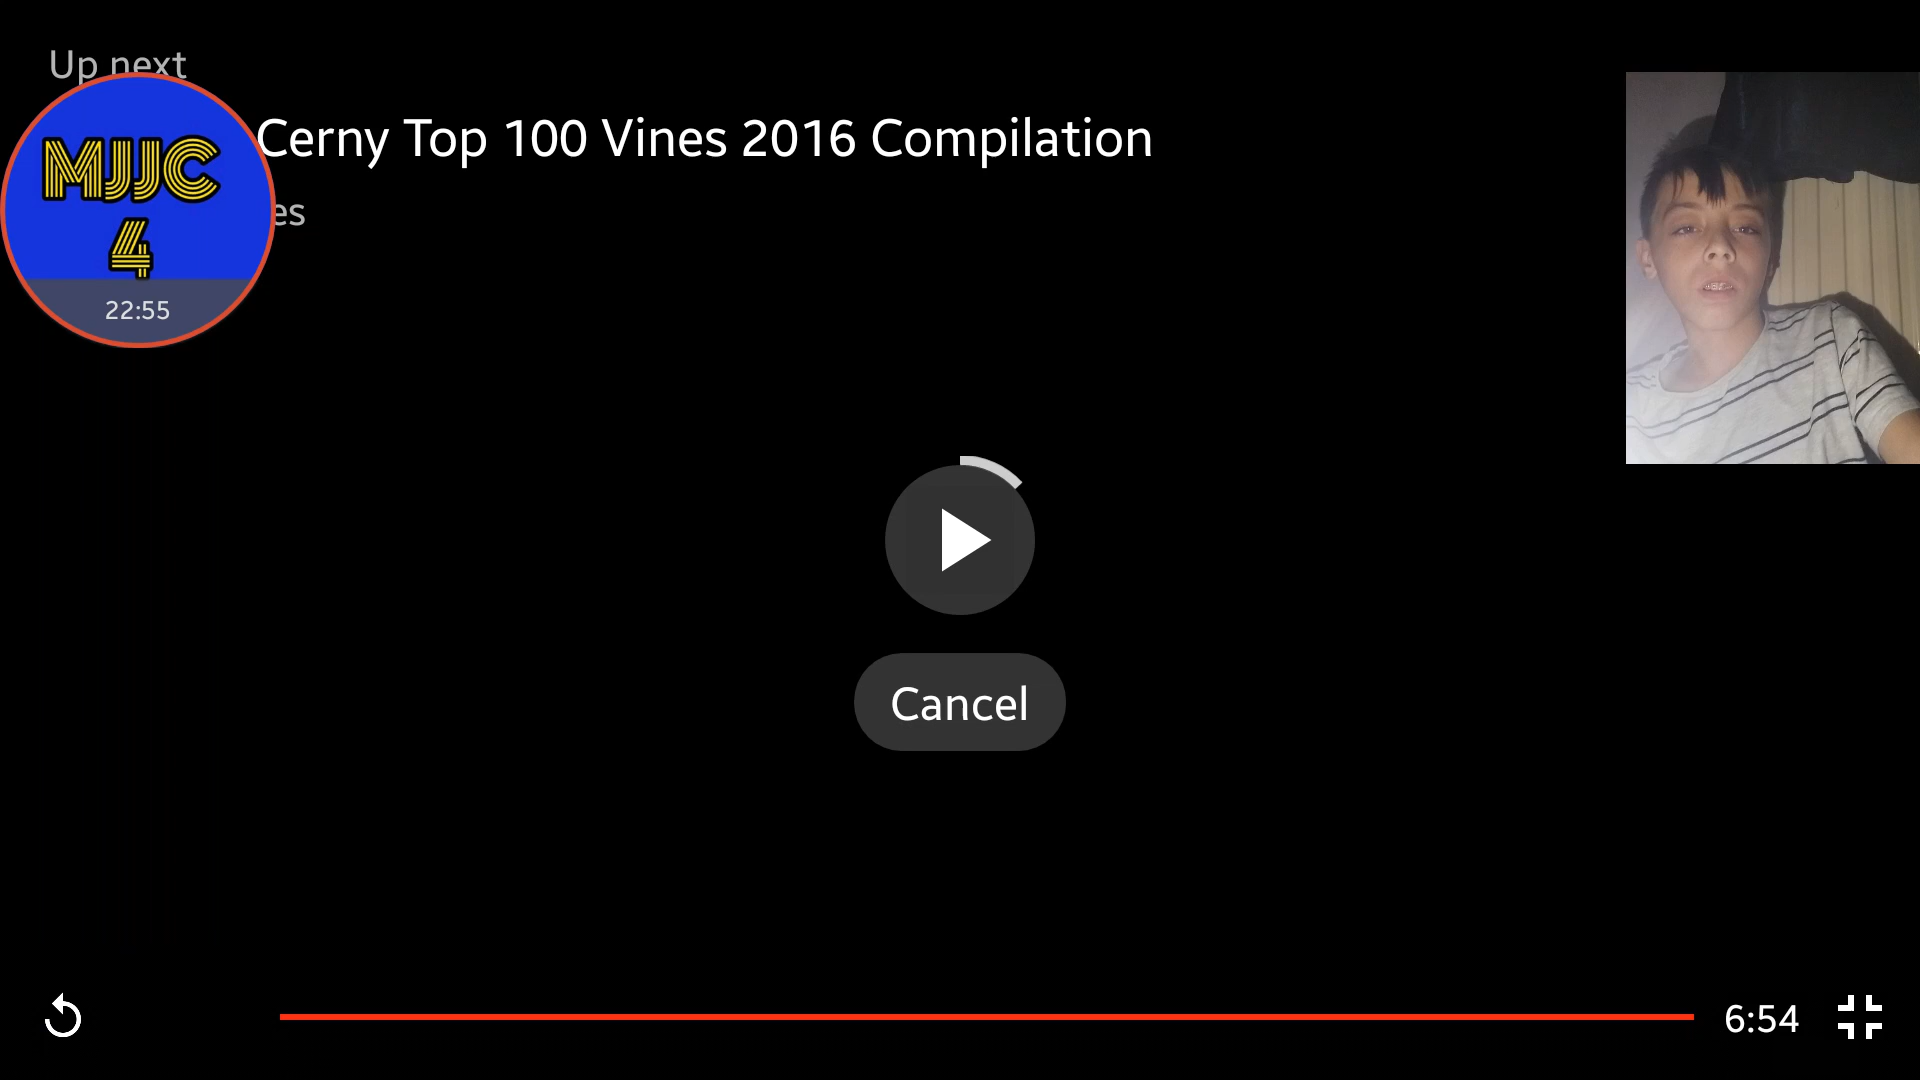 Up next
Cerny Top 100 Vines 2016 Compilation
es
MJJC
4
22:55
Cancel
6:54